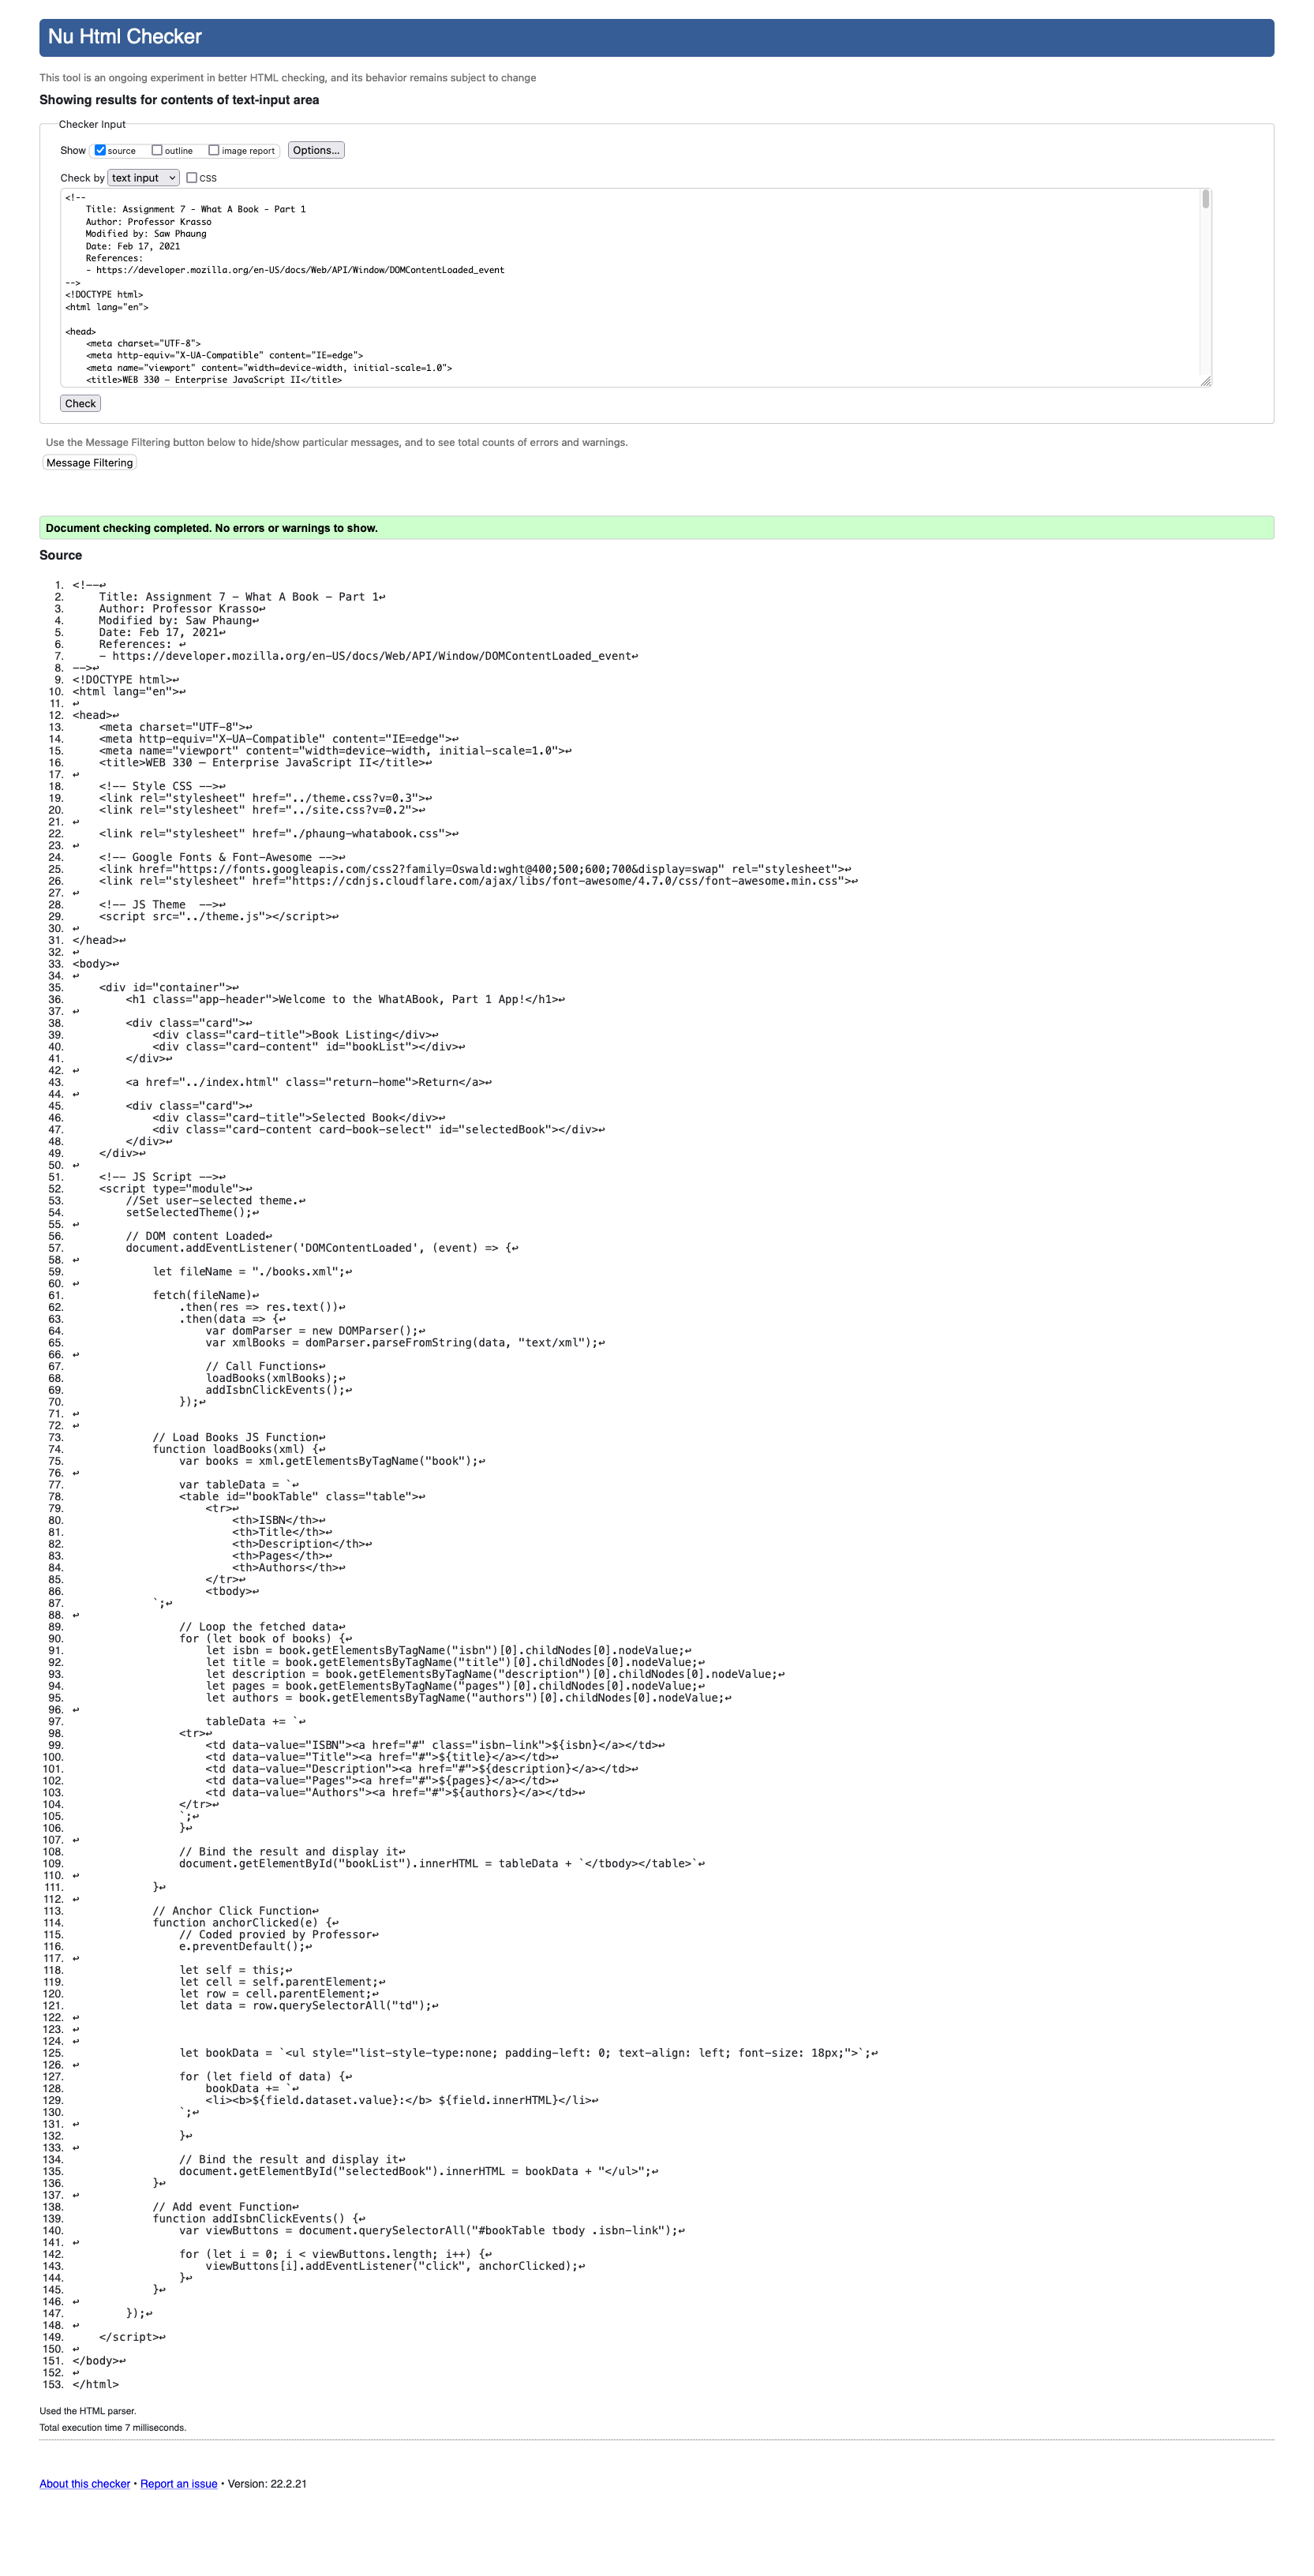 Nu Html Checker
This tool is an ongoing experiment in better HTML checking, and its behavior remains subject to change
Showing results for contents of text-input area
Checker Input
Show source outline image report Options...
Check by text input CSS
<!--
    Title: Assignment 7 - What A Book - Part 1
    Author: Professor Krasso
    Modified by: Saw Phaung
    Date: Feb 17, 2021
    References:
    - https://developer.mozilla.org/en-US/docs/Web/API/Window/DOMContentLoaded_event
-->
<!DOCTYPE html>
<html lang="en">
<head>
    <meta charset="UTF-8">
    <meta http-equiv="X-UA-Compatible" content="IE=edge">
    <meta name="viewport" content="width=device-width, initial-scale=1.0">
    <title>WEB 330 – Enterprise JavaScript II</title>
Check
Use the Message Filtering button below to hide/show particular messages, and to see total counts of errors and warnings.
Message Filtering
Document checking completed. No errors or warnings to show.
Source
1. <!--↩
2.     Title: Assignment 7 - What A Book - Part 1↩
3.     Author: Professor Krasso↩
4.     Modified by: Saw Phaung↩
5.     Date: Feb 17, 2021↩
6.     References: ↩
7.     - https://developer.mozilla.org/en-US/docs/Web/API/Window/DOMContentLoaded_event↩
8. -->↩
9. <!DOCTYPE html>↩
10. <html lang="en">↩
11. ↩
12. <head>↩
13.     <meta charset="UTF-8">↩
14.     <meta http-equiv="X-UA-Compatible" content="IE=edge">↩
15.     <meta name="viewport" content="width=device-width, initial-scale=1.0">↩
16.     <title>WEB 330 – Enterprise JavaScript II</title>↩
17. ↩
18.     <!-- Style CSS -->↩
19.     <link rel="stylesheet" href="../theme.css?v=0.3">↩
20.     <link rel="stylesheet" href="../site.css?v=0.2">↩
21. ↩
22.     <link rel="stylesheet" href="./phaung-whatabook.css">↩
23. ↩
24.     <!-- Google Fonts & Font-Awesome -->↩
25.     <link href="https://fonts.googleapis.com/css2?family=Oswald:wght@400;500;600;700&display=swap" rel="stylesheet">↩
26.     <link rel="stylesheet" href="https://cdnjs.cloudflare.com/ajax/libs/font-awesome/4.7.0/css/font-awesome.min.css">↩
27. ↩
28.     <!-- JS Theme  -->↩
29.     <script src="../theme.js"></script>↩
30. ↩
31. </head>↩
32. ↩
33. <body>↩
34. ↩
35.     <div id="container">↩
36.         <h1 class="app-header">Welcome to the WhatABook, Part 1 App!</h1>↩
37. ↩
38.         <div class="card">↩
39.             <div class="card-title">Book Listing</div>↩
40.             <div class="card-content" id="bookList"></div>↩
41.         </div>↩
42. ↩
43.         <a href="../index.html" class="return-home">Return</a>↩
44. ↩
45.         <div class="card">↩
46.             <div class="card-title">Selected Book</div>↩
47.             <div class="card-content card-book-select" id="selectedBook"></div>↩
48.         </div>↩
49.     </div>↩
50. ↩
51.     <!-- JS Script -->↩
52.     <script type="module">↩
53.         //Set user-selected theme.↩
54.         setSelectedTheme();↩
55. ↩
56.         // DOM content Loaded↩
57.         document.addEventListener('DOMContentLoaded', (event) => {↩
58. ↩
59.             let fileName = "./books.xml";↩
60. ↩
61.             fetch(fileName)↩
62.                 .then(res => res.text())↩
63.                 .then(data => {↩
64.                     var domParser = new DOMParser();↩
65.                     var xmlBooks = domParser.parseFromString(data, "text/xml");↩
66. ↩
67.                     // Call Functions↩
68.                     loadBooks(xmlBooks);↩
69.                     addIsbnClickEvents();↩
70.                 });↩
71. ↩
72. ↩
73.             // Load Books JS Function↩
74.             function loadBooks(xml) {↩
75.                 var books = xml.getElementsByTagName("book");↩
76. ↩
77.                 var tableData = `↩
78.                 <table id="bookTable" class="table">↩
79.                     <tr>↩
80.                         <th>ISBN</th>↩
81.                         <th>Title</th>↩
82.                         <th>Description</th>↩
83.                         <th>Pages</th>↩
84.                         <th>Authors</th>↩
85.                     </tr>↩
86.                     <tbody>↩
87.             `;↩
88. ↩
89.                 // Loop the fetched data↩
90.                 for (let book of books) {↩
91.                     let isbn = book.getElementsByTagName("isbn")[0].childNodes[0].nodeValue;↩
92.                     let title = book.getElementsByTagName("title")[0].childNodes[0].nodeValue;↩
93.                     let description = book.getElementsByTagName("description")[0].childNodes[0].nodeValue;↩
94.                     let pages = book.getElementsByTagName("pages")[0].childNodes[0].nodeValue;↩
95.                     let authors = book.getElementsByTagName("authors")[0].childNodes[0].nodeValue;↩
96. ↩
97.                     tableData += `↩
98.                 <tr>↩
99.                     <td data-value="ISBN"><a href="#" class="isbn-link">${isbn}</a></td>↩
100.                     <td data-value="Title"><a href="#">${title}</a></td>↩
101.                     <td data-value="Description"><a href="#">${description}</a></td>↩
102.                     <td data-value="Pages"><a href="#">${pages}</a></td>↩
103.                     <td data-value="Authors"><a href="#">${authors}</a></td>↩
104.                 </tr>↩
105.                 `;↩
106.                 }↩
107. ↩
108.                 // Bind the result and display it↩
109.                 document.getElementById("bookList").innerHTML = tableData + `</tbody></table>`↩
110. ↩
111.             }↩
112. ↩
113.             // Anchor Click Function↩
114.             function anchorClicked(e) {↩
115.                 // Coded provied by Professor↩
116.                 e.preventDefault();↩
117. ↩
118.                 let self = this;↩
119.                 let cell = self.parentElement;↩
120.                 let row = cell.parentElement;↩
121.                 let data = row.querySelectorAll("td");↩
122. ↩
123. ↩
124. ↩
125.                 let bookData = `<ul style="list-style-type:none; padding-left: 0; text-align: left; font-size: 18px;">`;↩
126. ↩
127.                 for (let field of data) {↩
128.                     bookData += `↩
129.                     <li><b>${field.dataset.value}:</b> ${field.innerHTML}</li>↩
130.                 `;↩
131. ↩
132.                 }↩
133. ↩
134.                 // Bind the result and display it↩
135.                 document.getElementById("selectedBook").innerHTML = bookData + "</ul>";↩
136.             }↩
137. ↩
138.             // Add event Function↩
139.             function addIsbnClickEvents() {↩
140.                 var viewButtons = document.querySelectorAll("#bookTable tbody .isbn-link");↩
141. ↩
142.                 for (let i = 0; i < viewButtons.length; i++) {↩
143.                     viewButtons[i].addEventListener("click", anchorClicked);↩
144.                 }↩
145.             }↩
146. ↩
147.         });↩
148. ↩
149.     </script>↩
150. ↩
151. </body>↩
152. ↩
153. </html>
Used the HTML parser.
Total execution time 7 milliseconds.
About this checker • Report an issue • Version: 22.2.21